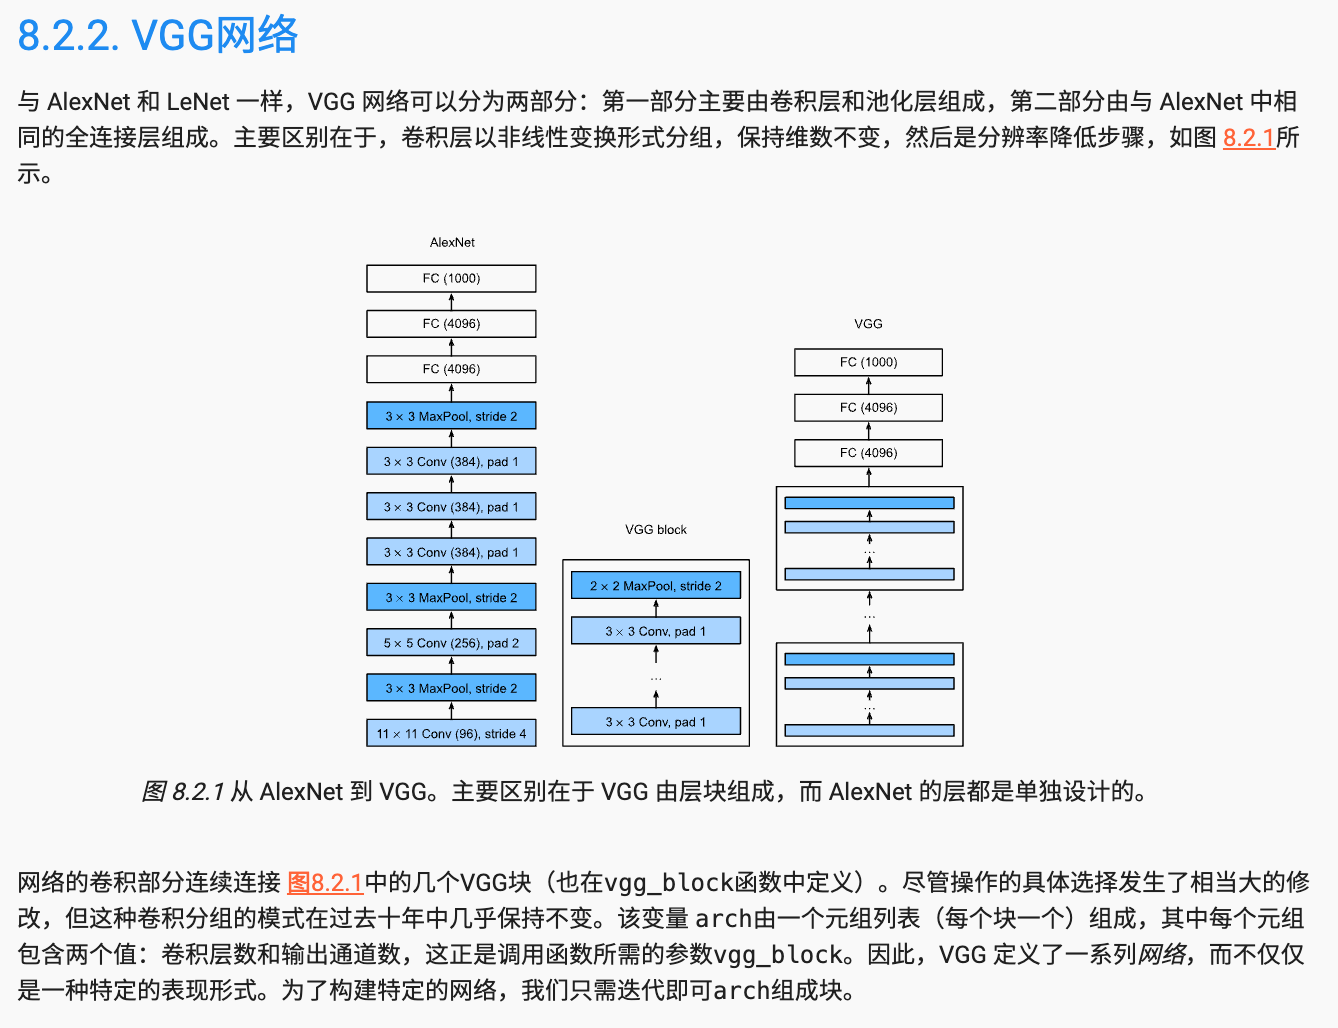 8.2.2. VGG网络
与 AlexNet 和 LeNet 一样，VGG 网络可以分为两部分：第一部分主要由卷积层和池化层组成，第二部分由与 AlexNet 中相
同的全连接层组成。主要区别在于，卷积层以非线性变换形式分组，保持维数不变，然后是分辨率降低步骤，如图 8.2.1所
示。
AlexNet
FC (1000)
FC (4096)
FC (4096)
3 × 3 MaxPool, stride 2
3 × 3 Conv (384), pad 1
3 × 3 Conv (384), pad 1
3 × 3 Conv (384), pad 1
3 × 3 MaxPool, stride 2
5 × 5 Conv (256), pad 2
3 × 3 MaxPool, stride 2
11 × 11 Conv (96), stride 4
VGG block
2 × 2 MaxPool, stride 2
3 × 3 Conv, pad 1
...
3 × 3 Conv, pad 1
VGG
FC (1000)
FC (4096)
FC (4096)
...
...
...
图 8.2.1 从 AlexNet 到 VGG。主要区别在于 VGG 由层块组成，而 AlexNet 的层都是单独设计的。
网络的卷积部分连续连接 图8.2.1中的几个VGG块（也在vgg_block函数中定义）。尽管操作的具体选择发生了相当大的修
改，但这种卷积分组的模式在过去十年中几乎保持不变。该变量 arch由一个元组列表（每个块一个）组成，其中每个元组
包含两个值：卷积层数和输出通道数，这正是调用函数所需的参数vgg_block。因此，VGG 定义了一系列网络，而不仅仅
是一种特定的表现形式。为了构建特定的网络，我们只需迭代即可arch组成块。